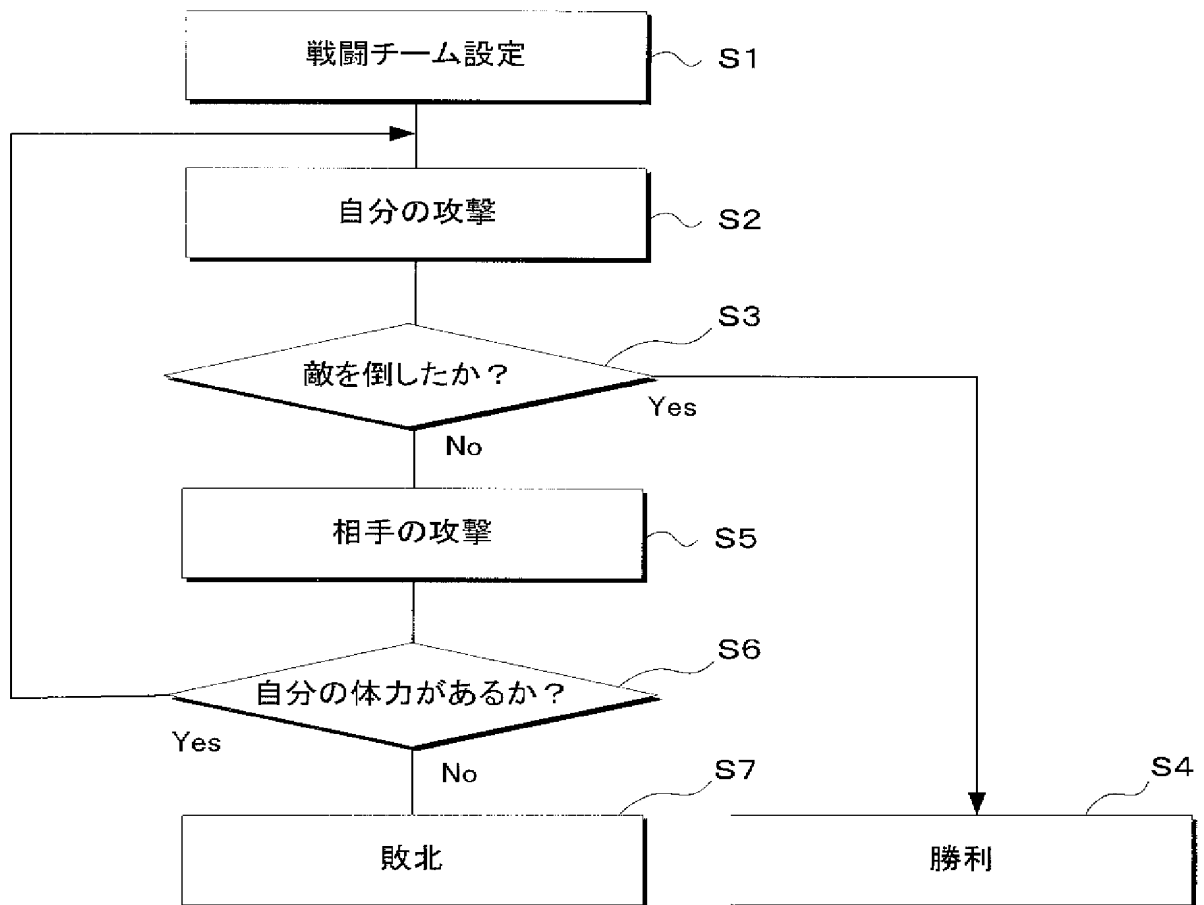 戦闘チーム設定
S1
自分の攻撃
S2
S3
敵を倒したか？
Yes
No
相手の攻撃
S5
S6
自分の体力があるか？
Yes
No
S7
S4
敗北
勝利